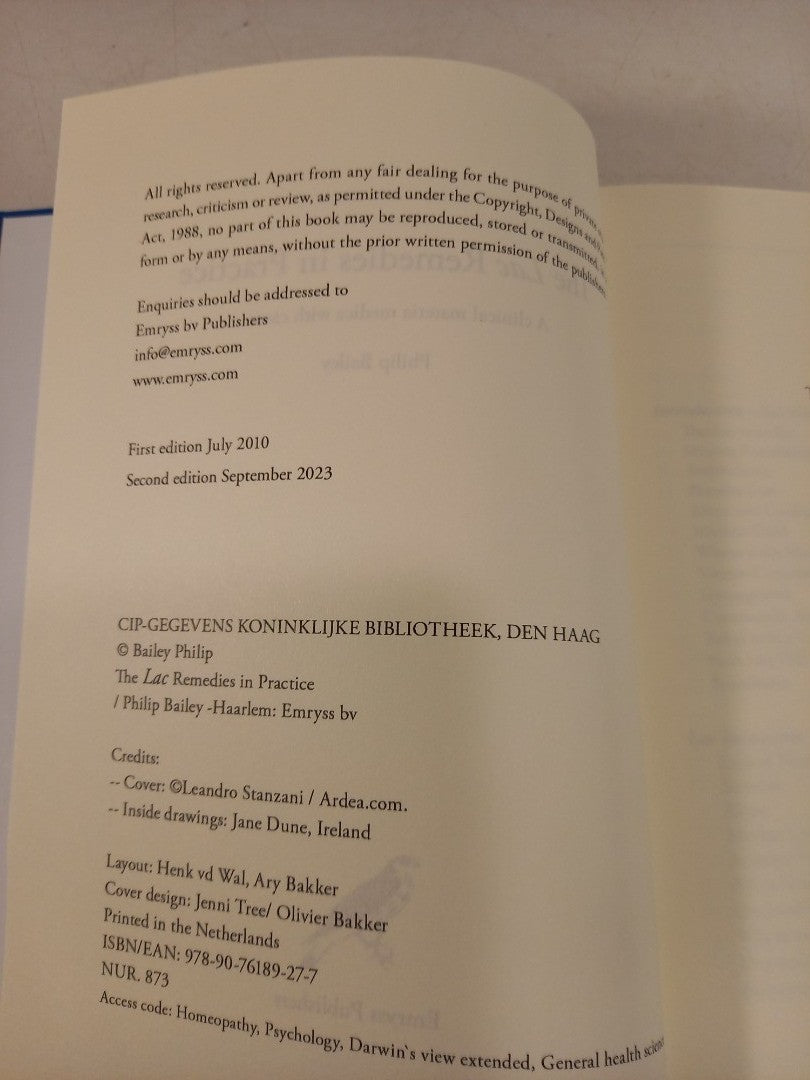 All rights reserved. Apart from any fair dealing for the purpose of private
research, criticism or review, as permitted under the Copyright, Designs and
Act, 1988, no part of this book may be reproduced, stored or transmitted,
form or by any means, without the prior written permission of the publisher
Enquiries should be addressed to
Emryss bv Publishers
info@emryss.com
www.emryss.com
First edition July 2010
Second edition September 2023
CIP-GEGEVENS KONINKLIJKE BIBLIOTHEEK, DEN HAAG
© Bailey Philip
The Lac Remedies in Practice
/ Philip Bailey -Haarlem: Emryss bv
Credits:
-- Cover: ©Leandro Stanzani / Ardea.com.
-- Inside drawings: Jane Dune, Ireland
Layout: Henk vd Wal, Ary Bakker
Cover design: Jenni Tree/ Olivier Bakker
Printed in the Netherlands
ISBN/EAN: 978-90-76189-27-7
NUR. 873
Access code: Homeopathy, Psychology, Darwin`s view extended, General health